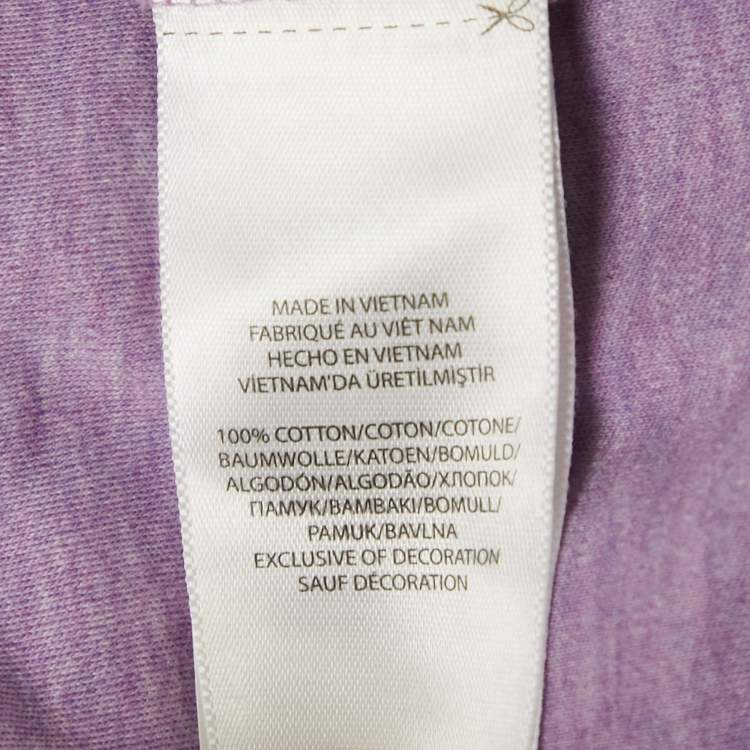 MADE IN VIETNAM
FABRIQUÉ AU VIÊT NAM
HECHO EN VIETNAM
VİETNAM'DA ÜRETİLMİŞTİR
100% COTTON/COTON/COTONE/
BAUMWOLLE/KATOEN/BOMULD/
ALGODÓN/ALGODÃO/ХЛОПОК/
ΠΑМУК/BAMBAKI/BOMULL/
PAMUK/BAVLNA
EXCLUSIVE OF DECORATION
SAUF DÉCORATION